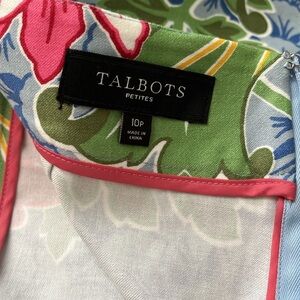 TALBOTS
PETITES
10P
MADE IN
CHINA